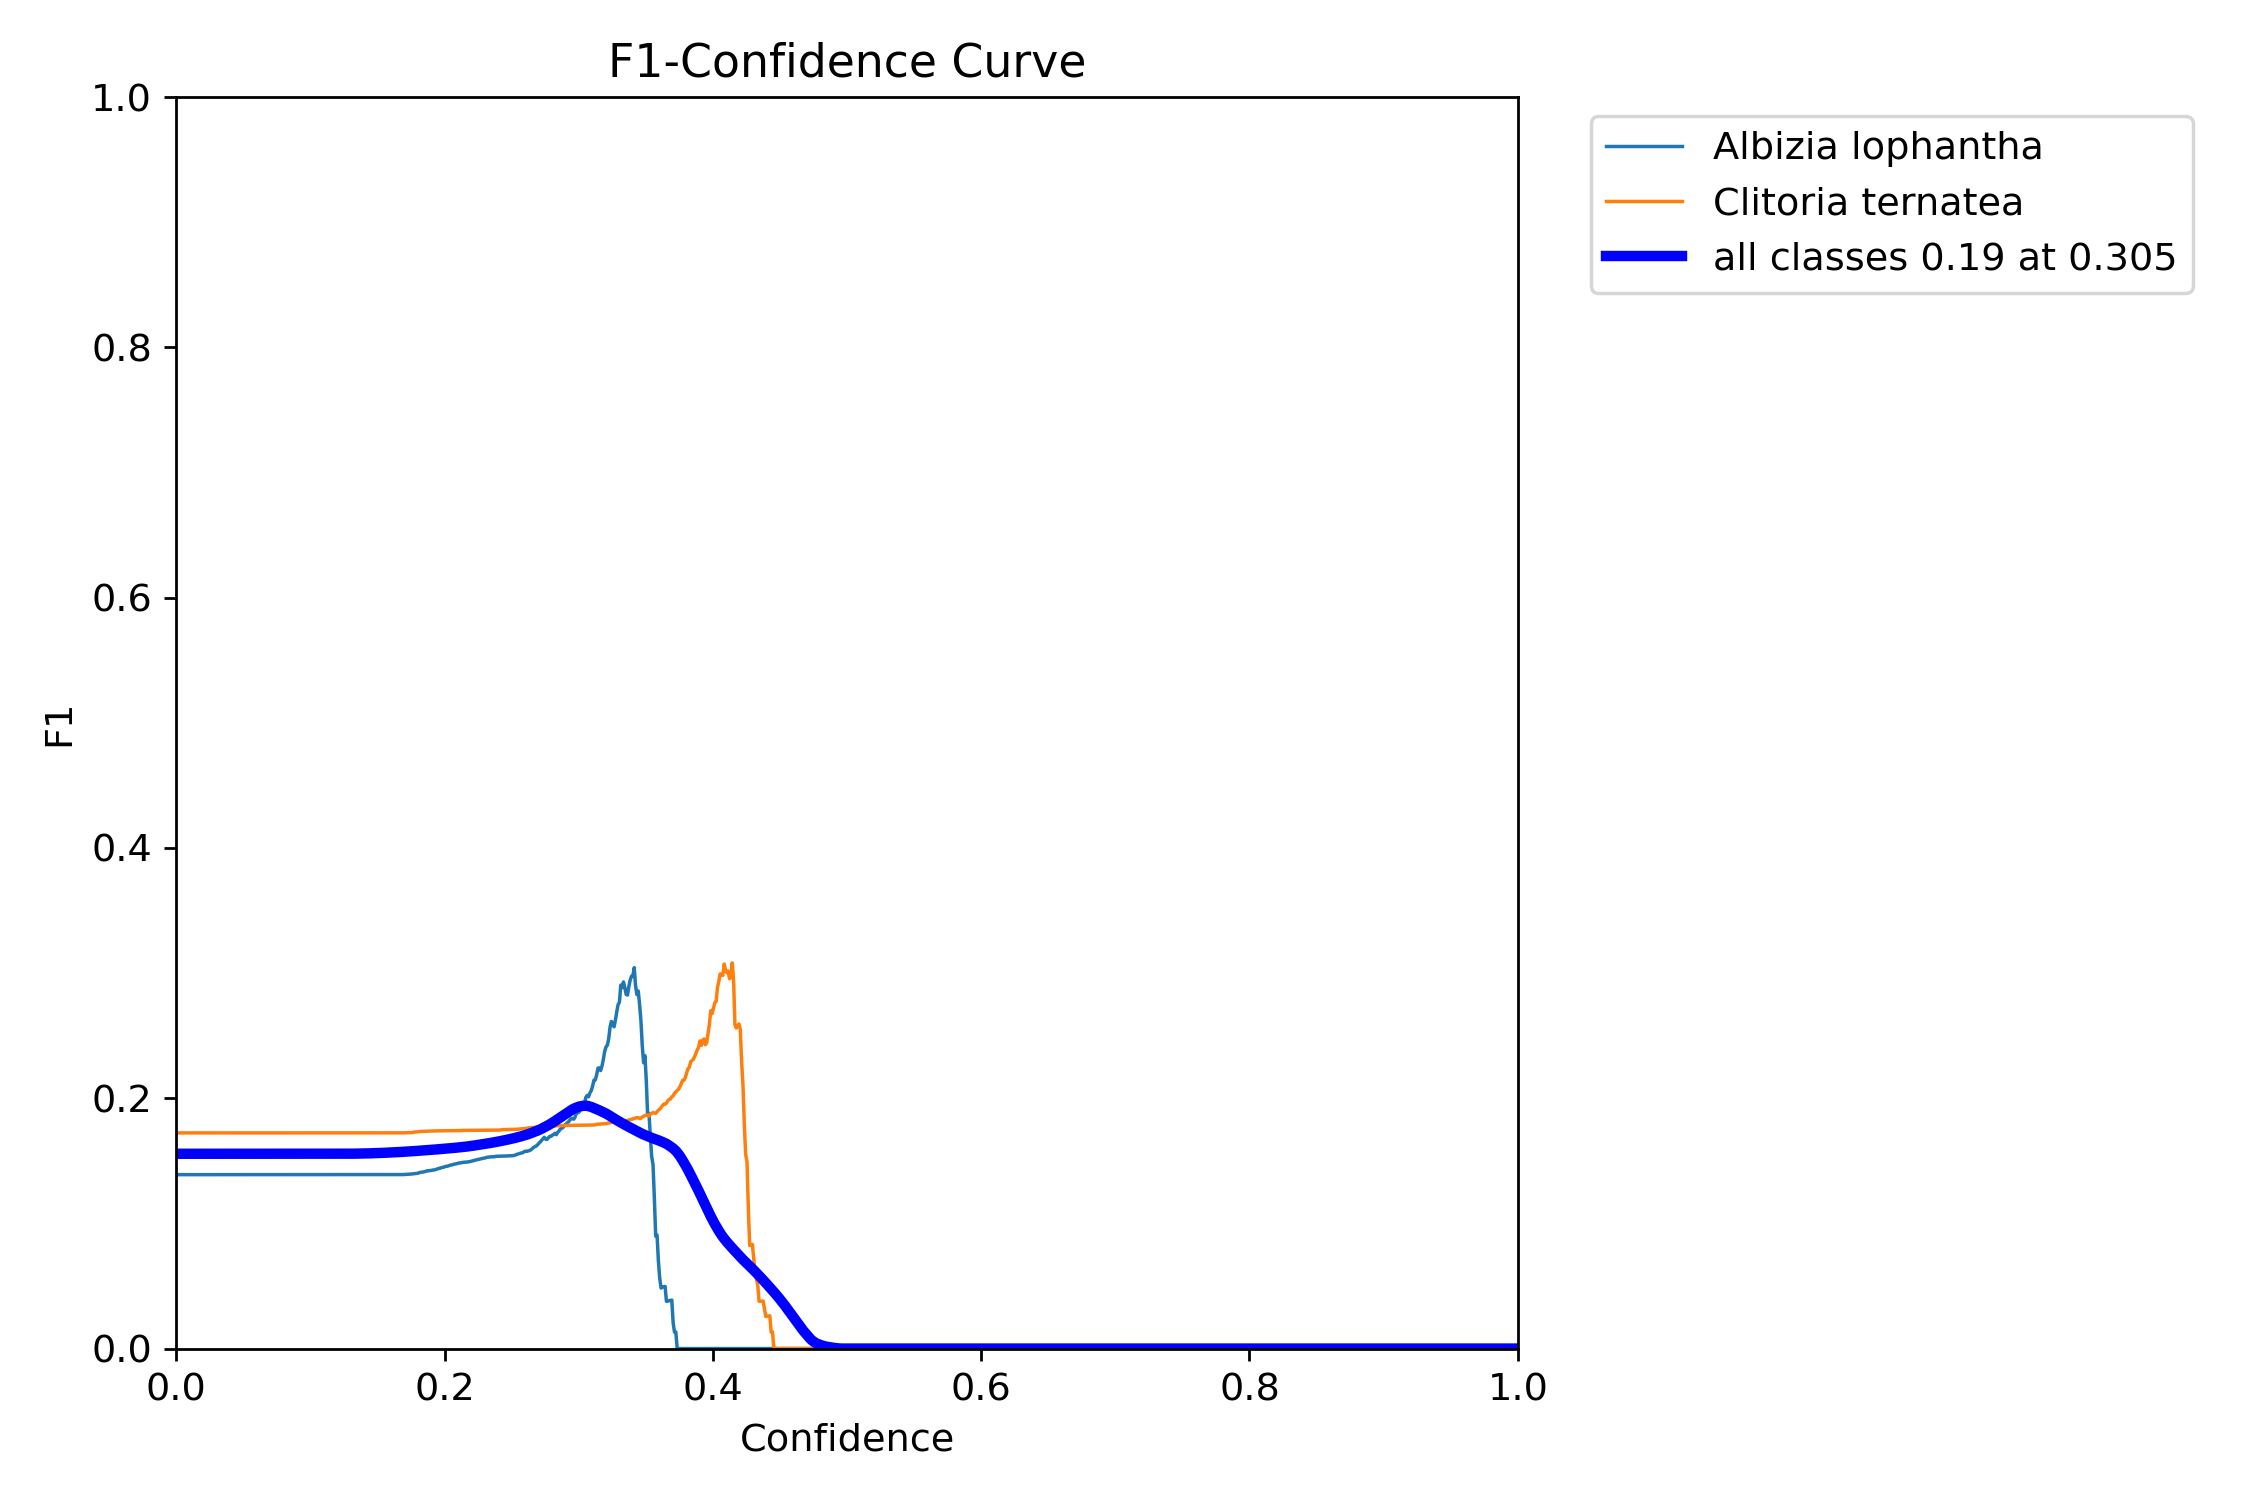 F1-Confidence Curve
Albizia lophantha
Clitoria ternatea
all classes 0.19 at 0.305
1.0
0.8
0.6
0.4
0.2
0.0
F1
0.0 0.2 0.4 0.6 0.8 1.0
Confidence